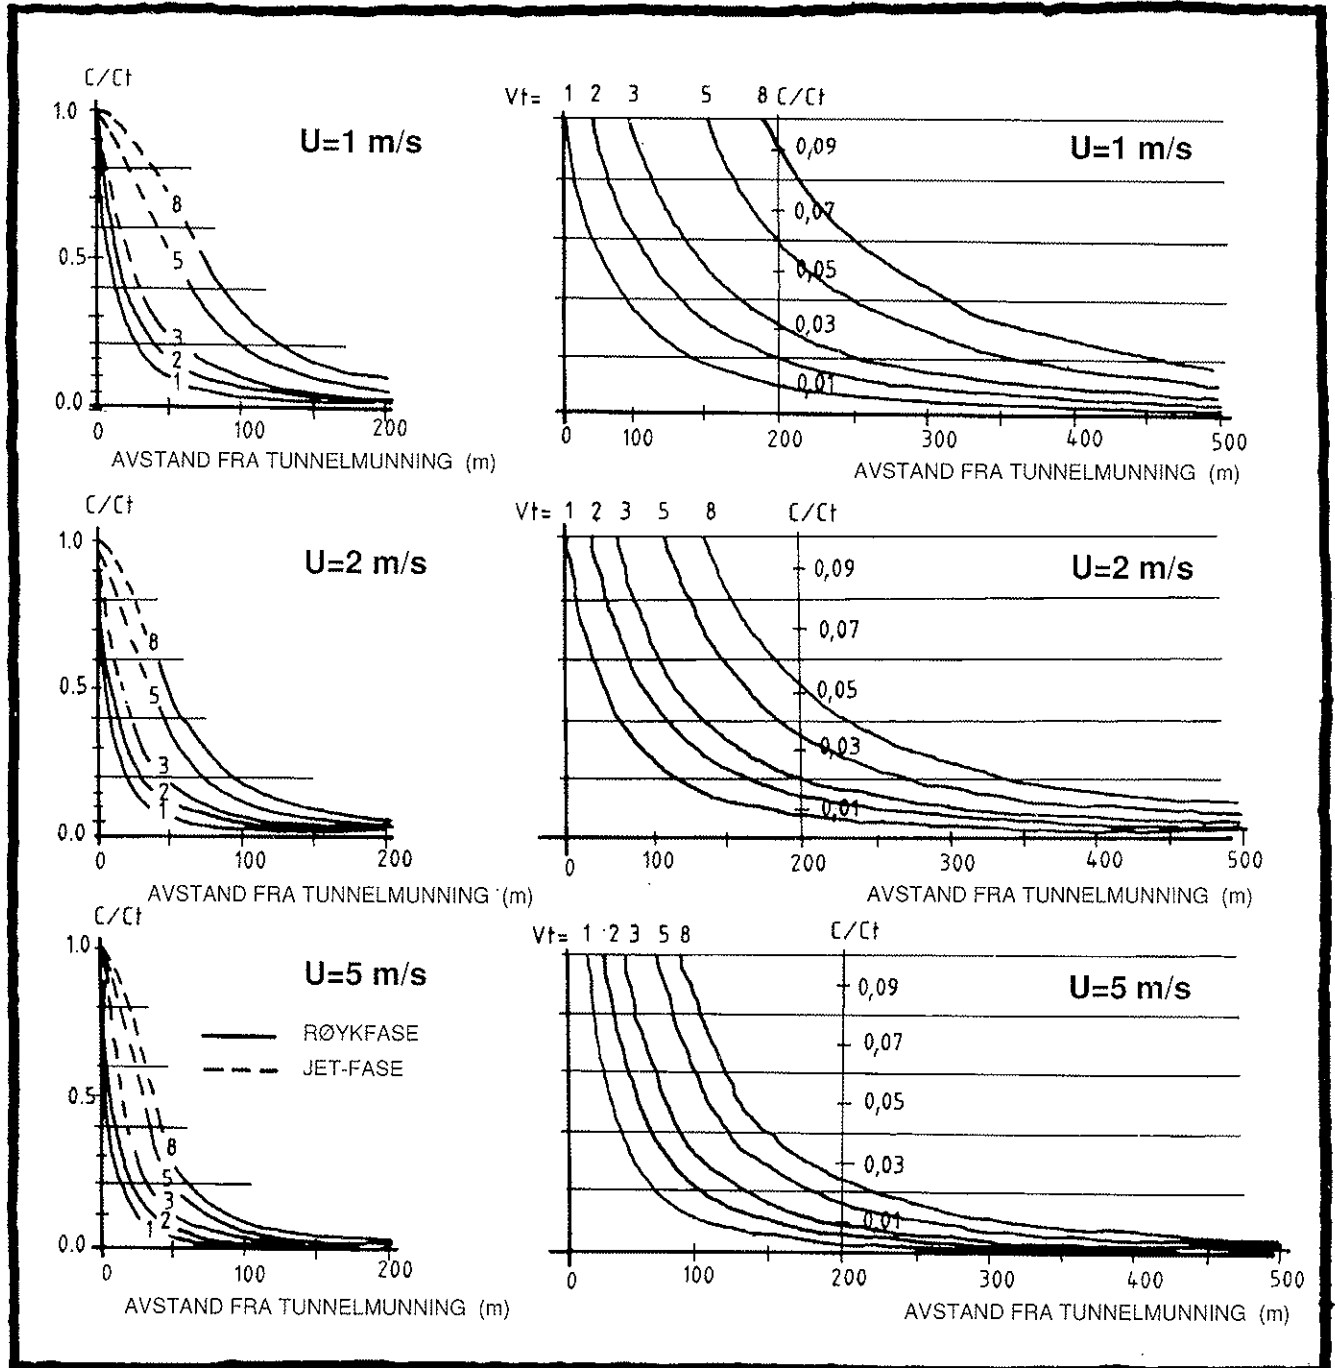 C/Ct
1.0
U=1 m/s
8
0.5
5
3
2
1
0.0
0 100 200
AVSTAND FRA TUNNELMUNNING (m)
Vt= 1 2 3 5 8 C/Ct
0,09
U=1 m/s
0,07
0,05
0,03
0,01
0 100 200 300 400 500
AVSTAND FRA TUNNELMUNNING (m)
C/Ct
1.0
U=2 m/s
8
0.5
5
3
2
1
0.0
0 100 200
AVSTAND FRA TUNNELMUNNING (m)
Vt= 1 2 3 5 8 C/Ct
0,09
U=2 m/s
0,07
0,05
0,03
0,01
0 100 200 300 400 500
AVSTAND FRA TUNNELMUNNING (m)
C/Ct
1.0
U=5 m/s
RØYKFASE
JET-FASE
0.5
8
5
3
2
1
0.0
0 100 200
AVSTAND FRA TUNNELMUNNING (m)
Vt= 1 2 3 5 8 C/Ct
0,09
U=5 m/s
0,07
0,05
0,03
0,01
0 100 200 300 400 500
AVSTAND FRA TUNNELMUNNING (m)